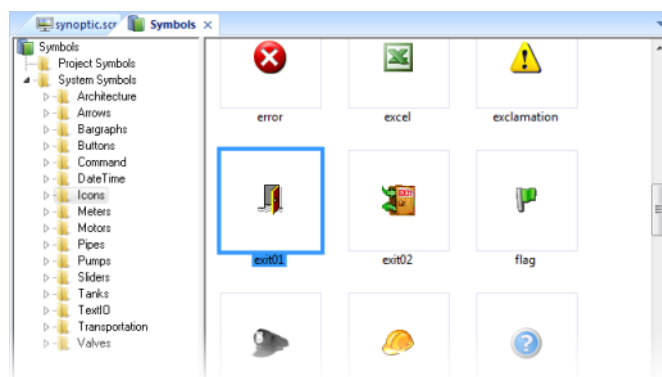 synoptic.scr
Symbols
Symbols
Project Symbols
System Symbols
Architecture
Arrows
Bargraphs
Buttons
Command
DateTime
Icons
Meters
Motors
Pipes
Pumps
Sliders
Tanks
TextIO
Transportation
Valves
error
excel
exclamation
exit01
exit02
flag